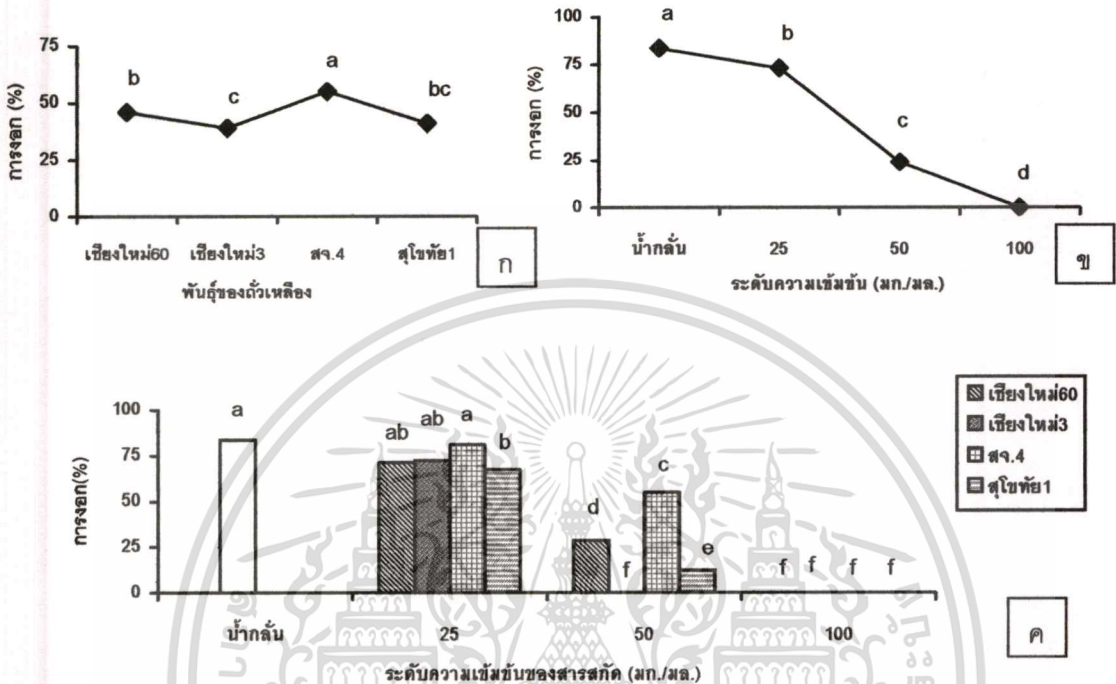 75
50
25
0
การงอก (%)
b
c
a
bc
เชียงใหม่60 เชียงใหม่3 สจ.4 สุโขทัย1
พันธุ์ของถั่วเหลือง
ก
100
75
50
25
0
การงอก (%)
a
b
c
d
น้ำกลั่น 25 50 100
ระดับความเข้มข้น (มก./มล.)
ข
100
75
50
25
0
การงอก(%)
a
ab ab a b
d f c e
f f f f
น้ำกลั่น 25 50 100
ระดับความเข้มข้นของสารสกัด (มก./มล.)
เชียงใหม่60
เชียงใหม่3
สจ.4
สุโขทัย1
ค